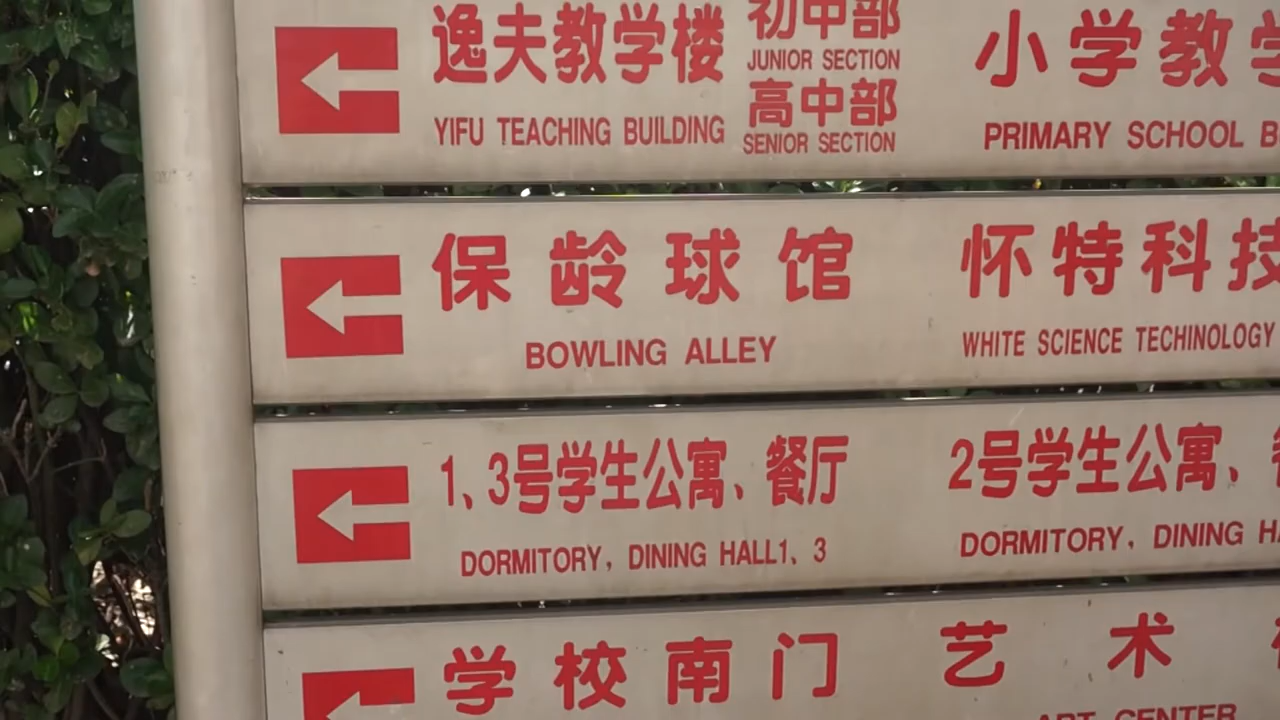 逸夫教学楼 初中部 小学教学
JUNIOR SECTION
高中部
YIFU TEACHING BUILDING SENIOR SECTION PRIMARY SCHOOL
保龄球馆 怀特科技
BOWLING ALLEY WHITE SCIENCE TECHINOLOGY
1、3号学生公寓、餐厅 2号学生公寓、
DORMITORY, DINING HALL1、3 DORMITORY, DINING
学校南门 艺术
ART CENTER